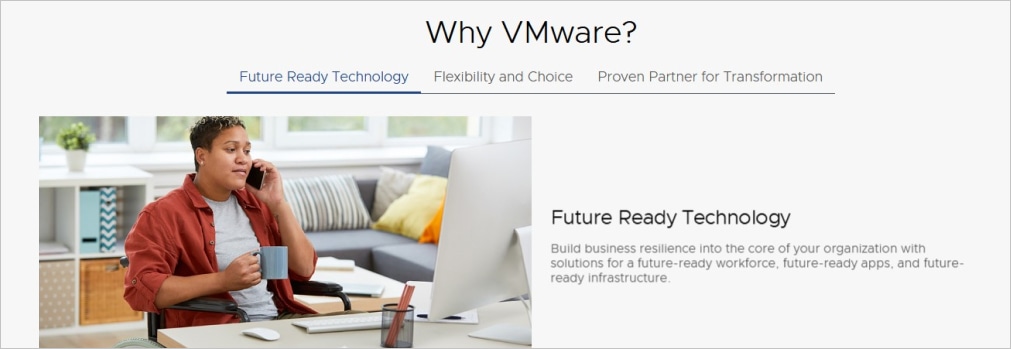 Why VMware?
Future Ready Technology
Flexibility and Choice
Proven Partner for Transformation
Future Ready Technology
Build business resilience into the core of your organization with
solutions for a future-ready workforce, future-ready apps, and future-
ready infrastructure.